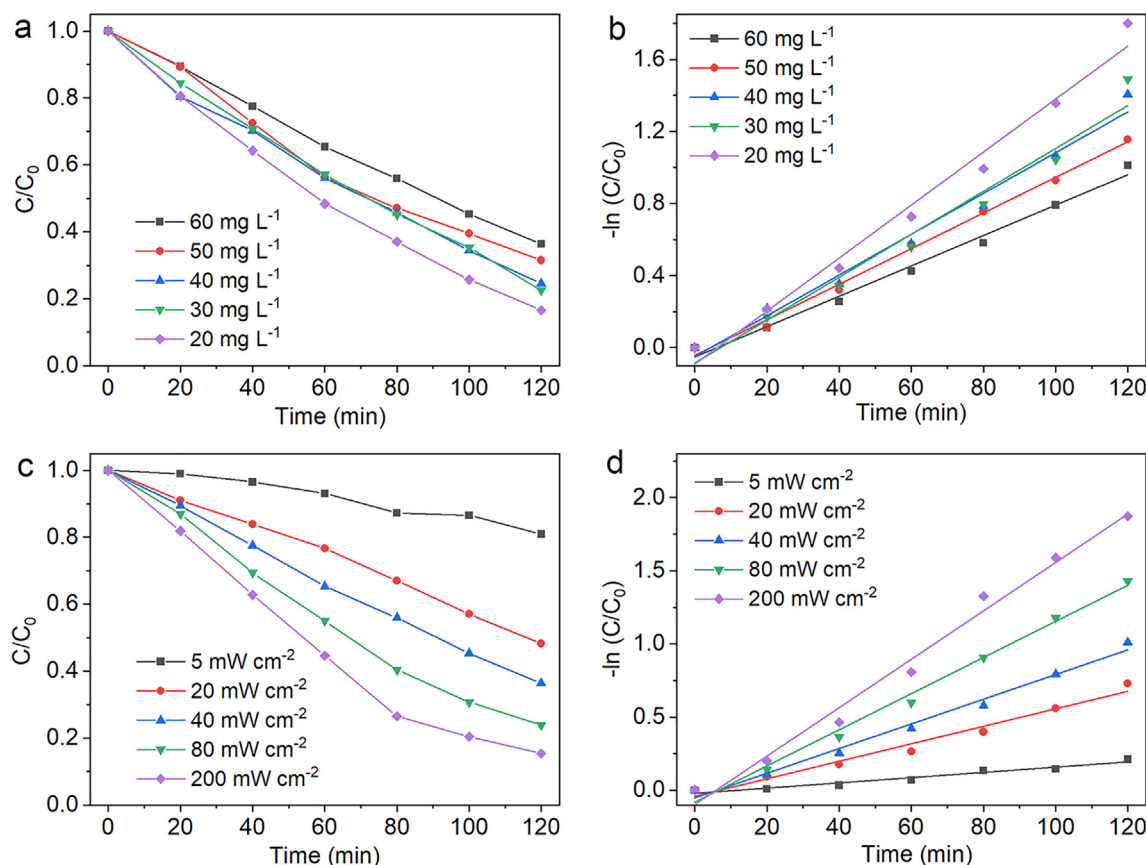 a
C/C₀
1.0
0.8
0.6
0.4
0.2
0.0
60 mg L⁻¹
50 mg L⁻¹
40 mg L⁻¹
30 mg L⁻¹
20 mg L⁻¹
0 20 40 60 80 100 120
Time (min)
b
-ln (C/C₀)
1.6
1.2
0.8
0.4
0.0
60 mg L⁻¹
50 mg L⁻¹
40 mg L⁻¹
30 mg L⁻¹
20 mg L⁻¹
0 20 40 60 80 100 120
Time (min)
c
C/C₀
1.0
0.8
0.6
0.4
0.2
0.0
5 mW cm⁻²
20 mW cm⁻²
40 mW cm⁻²
80 mW cm⁻²
200 mW cm⁻²
0 20 40 60 80 100 120
Time (min)
d
-ln (C/C₀)
2.0
1.5
1.0
0.5
0.0
5 mW cm⁻²
20 mW cm⁻²
40 mW cm⁻²
80 mW cm⁻²
200 mW cm⁻²
0 20 40 60 80 100 120
Time (min)